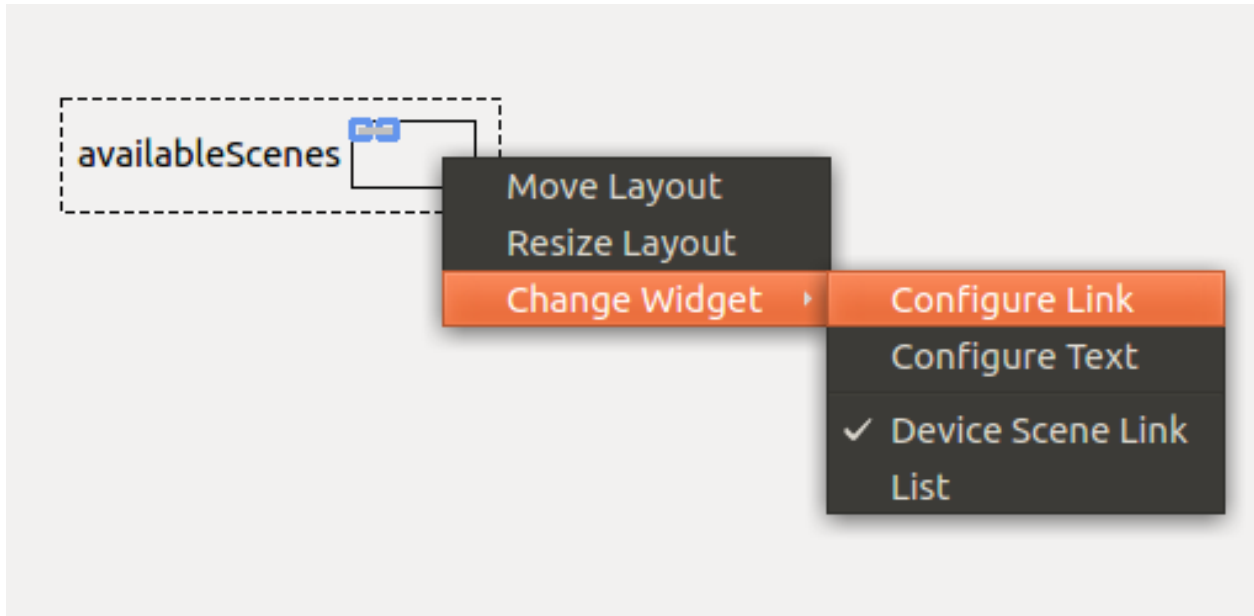 availableScenes
Move Layout
Resize Layout
Change Widget
Configure Link
Configure Text
Device Scene Link
List